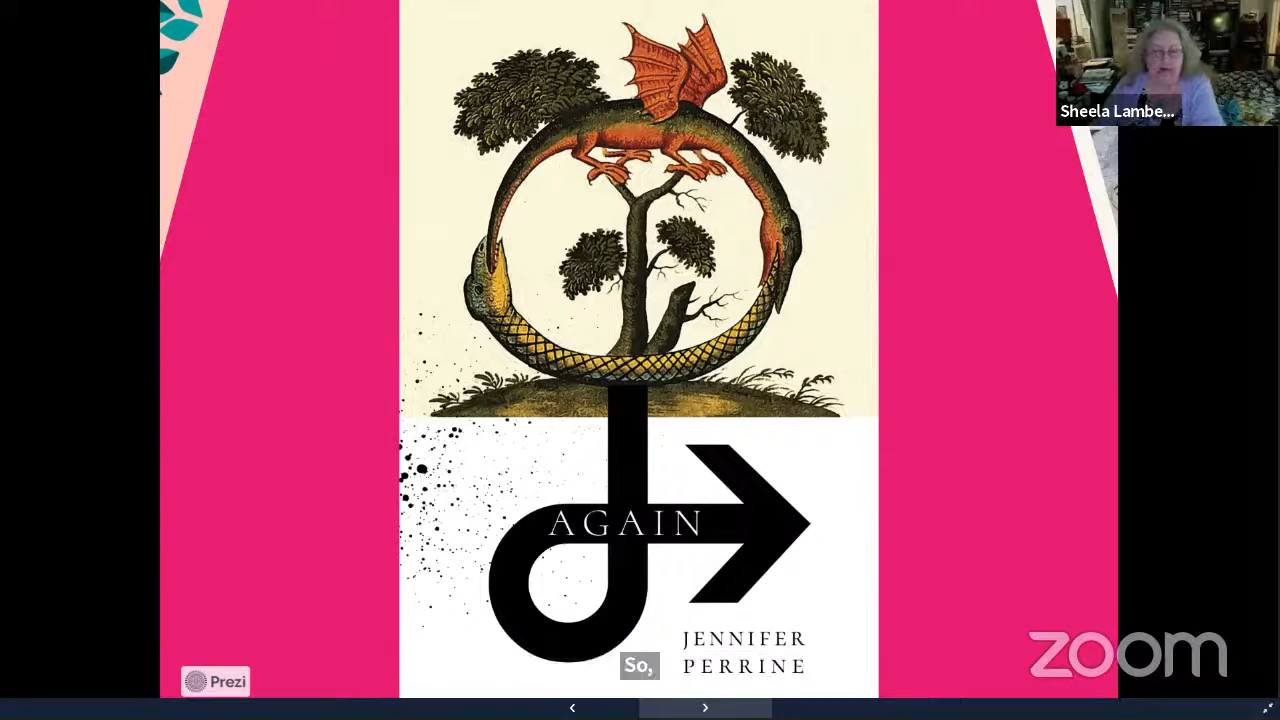 Sheela Lambe...
AGAIN
JENNIFER
PERRINE
So,
Prezi
zoom